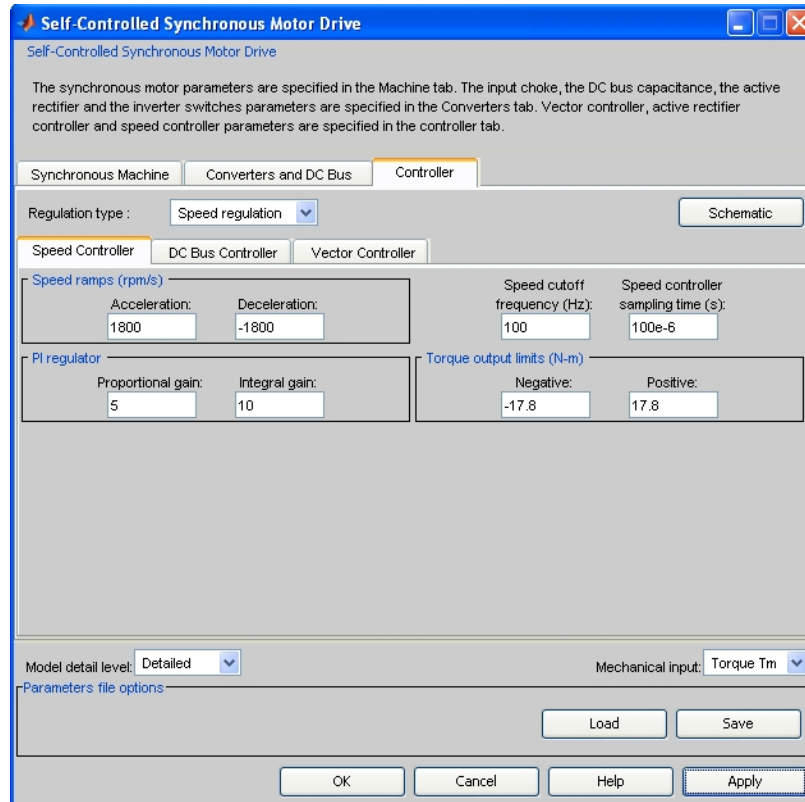 Self-Controlled Synchronous Motor Drive
Self-Controlled Synchronous Motor Drive
The synchronous motor parameters are specified in the Machine tab. The input choke, the DC bus capacitance, the active
rectifier and the inverter switches parameters are specified in the Converters tab. Vector controller, active rectifier
controller and speed controller parameters are specified in the controller tab.
Synchronous Machine Converters and DC Bus Controller
Regulation type : Speed regulation Schematic
Speed Controller DC Bus Controller Vector Controller
Speed ramps (rpm/s)
Acceleration: Deceleration:
1800 -1800
Speed cutoff
frequency (Hz):
100
Speed controller
sampling time (s):
100e-6
PI regulator
Proportional gain: Integral gain:
5 10
Torque output limits (N-m)
Negative: Positive:
-17.8 17.8
Model detail level: Detailed Mechanical input: Torque Tm
Parameters file options
Load Save
OK Cancel Help Apply